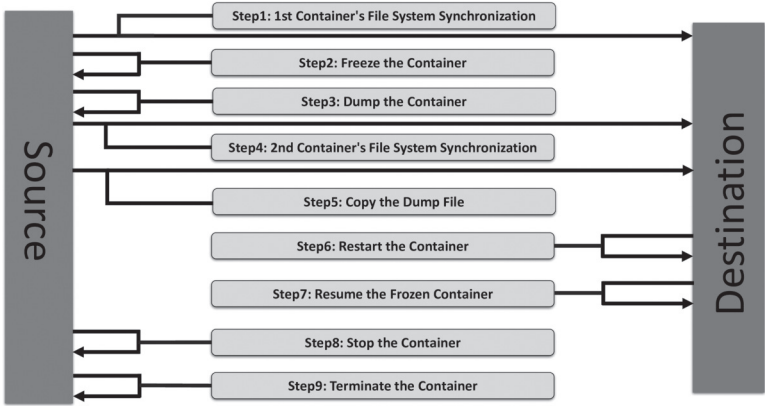 Source
Step1: 1st Container's File System Synchronization
Step2: Freeze the Container
Step3: Dump the Container
Step4: 2nd Container's File System Synchronization
Step5: Copy the Dump File
Step6: Restart the Container
Step7: Resume the Frozen Container
Step8: Stop the Container
Step9: Terminate the Container
Destination